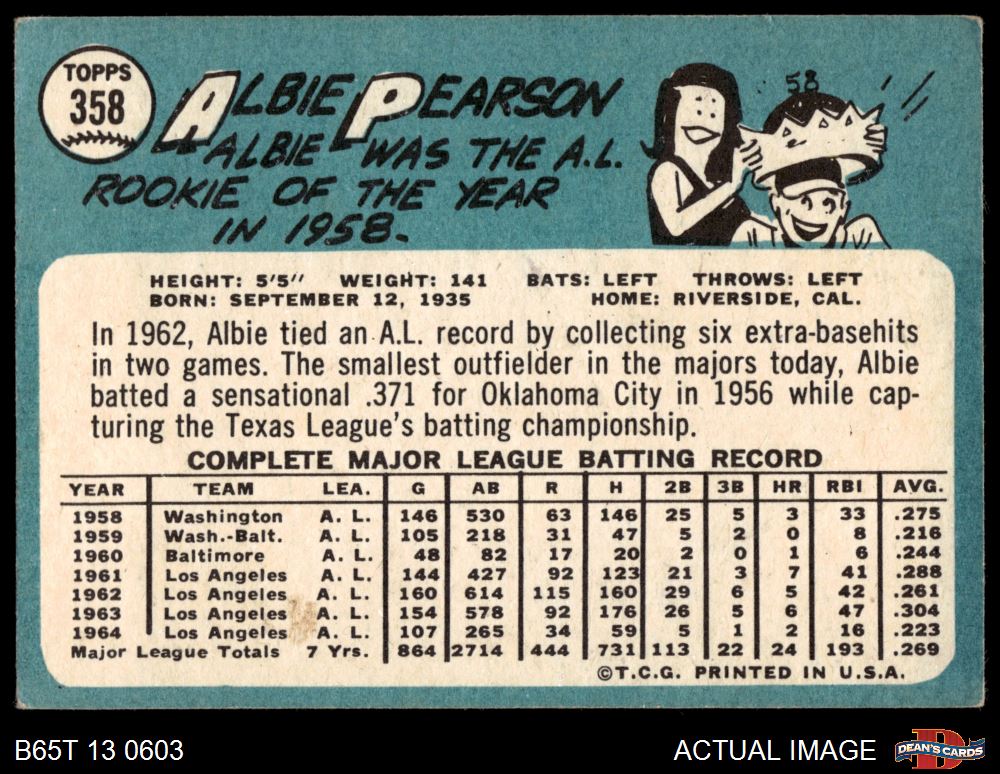 TOPPS
358
ALBIE PEARSON
58
ALBIE WAS THE A.L.
ROOKIE OF THE YEAR
IN 1958.
HEIGHT: 5'5" WEIGHT: 141 BATS: LEFT THROWS: LEFT
BORN: SEPTEMBER 12, 1935 HOME: RIVERSIDE, CAL.
In 1962, Albie tied an A.L. record by collecting six extra-basehits
in two games. The smallest outfielder in the majors today, Albie
batted a sensational .371 for Oklahoma City in 1956 while cap-
turing the Texas League's batting championship.
COMPLETE MAJOR LEAGUE BATTING RECORD
YEAR TEAM LEA. G AB R H 2B 3B HR RBI AVG.
1958 Washington A. L. 146 530 63 146 25 5 3 33 .275
1959 Wash.-Balt. A. L. 105 218 31 47 5 2 0 8 .216
1960 Baltimore A. L. 48 82 17 20 2 0 1 6 .244
1961 Los Angeles A. L. 144 427 92 123 21 3 7 41 .288
1962 Los Angeles A. L. 160 614 115 160 29 6 5 42 .261
1963 Los Angeles A. L. 154 578 92 176 26 5 6 47 .304
1964 Los Angeles A. L. 107 265 34 59 5 1 2 16 .223
Major League Totals 7 Yrs. 864 2714 444 731 113 22 24 193 .269
©T.C.G. PRINTED IN U.S.A.
B65T 13 0603
ACTUAL IMAGE
DEAN'S CARDS